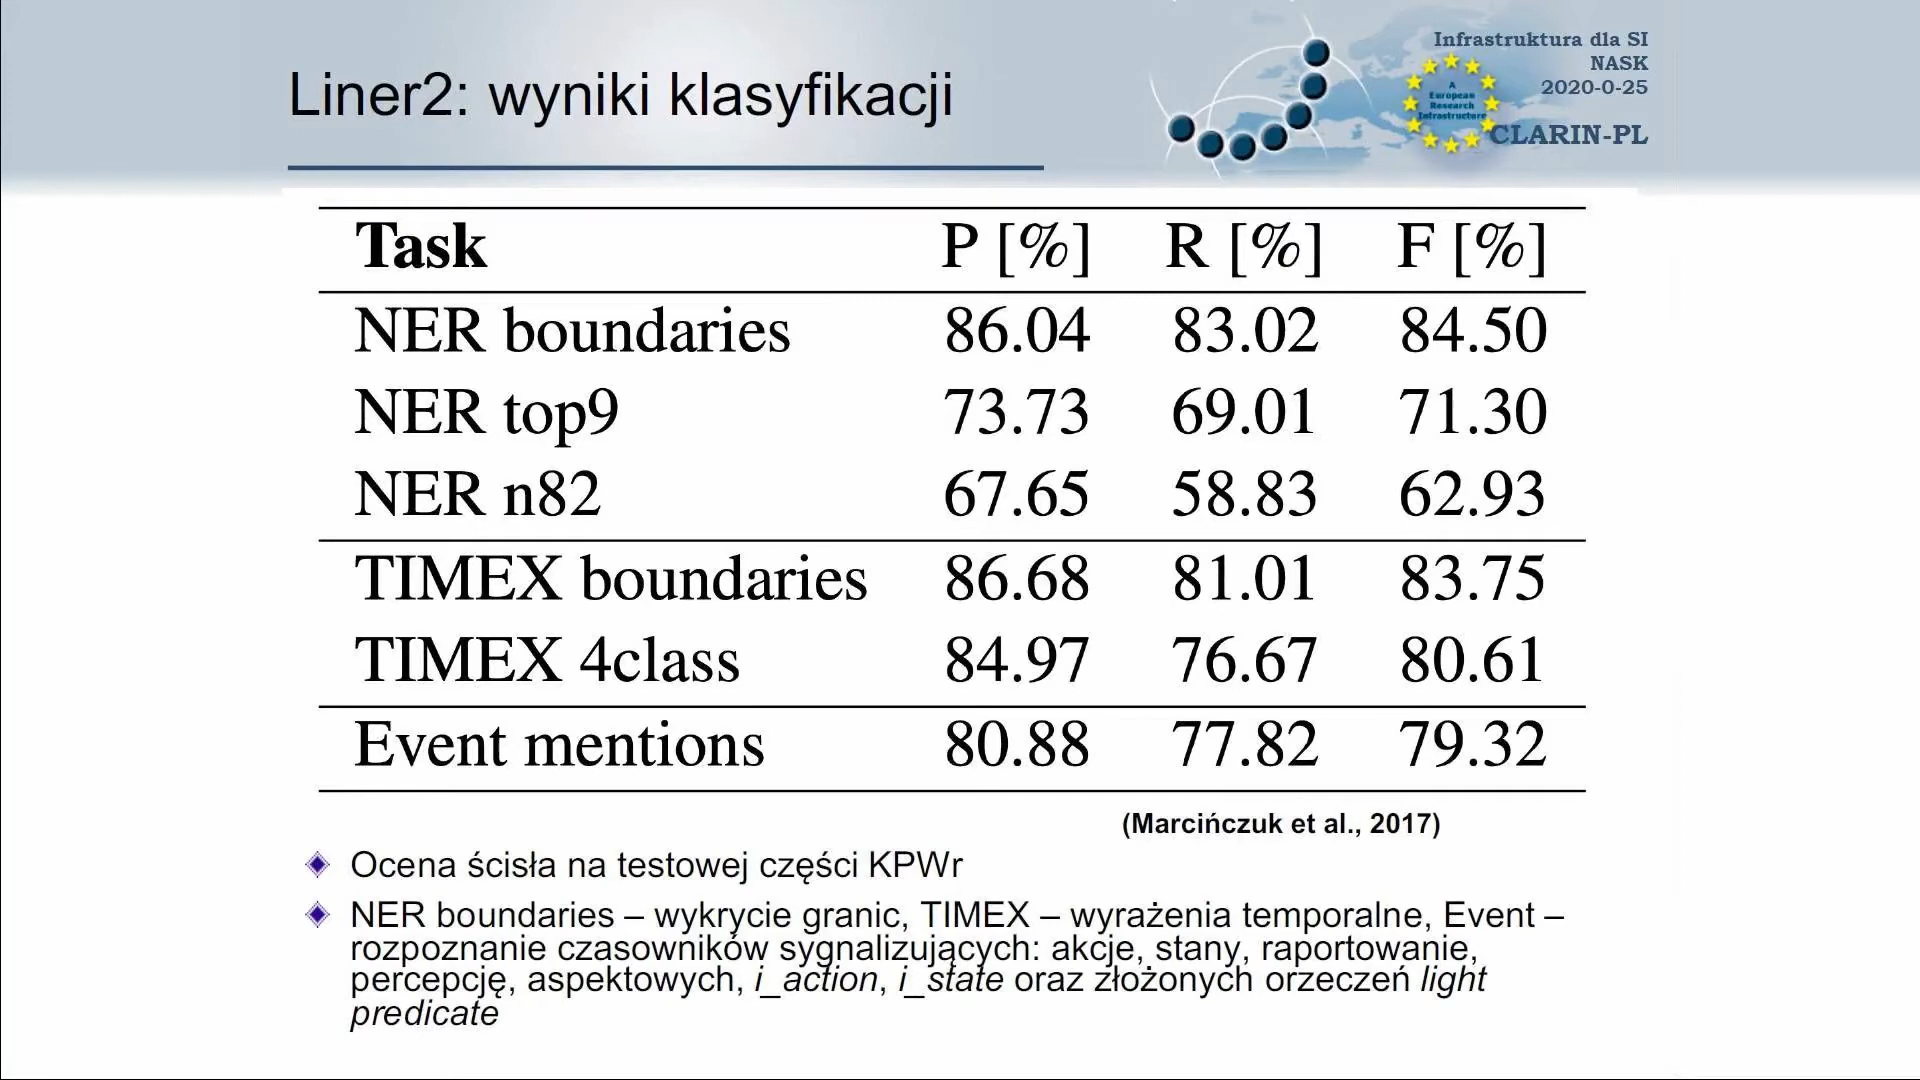 Liner2: wyniki klasyfikacji
Infrastruktura dla SI
NASK
2020-0-25
A
European
Research
Infrastructure
CLARIN-PL
Task P [%] R [%] F [%]
NER boundaries 86.04 83.02 84.50
NER top9 73.73 69.01 71.30
NER n82 67.65 58.83 62.93
TIMEX boundaries 86.68 81.01 83.75
TIMEX 4class 84.97 76.67 80.61
Event mentions 80.88 77.82 79.32
(Marcińczuk et al., 2017)
Ocena ścisła na testowej części KPWr
NER boundaries – wykrycie granic, TIMEX – wyrażenia temporalne, Event –
rozpoznanie czasowników sygnalizujących: akcje, stany, raportowanie,
percepcję, aspektowych, i_action, i_state oraz złożonych orzeczeń light
predicate